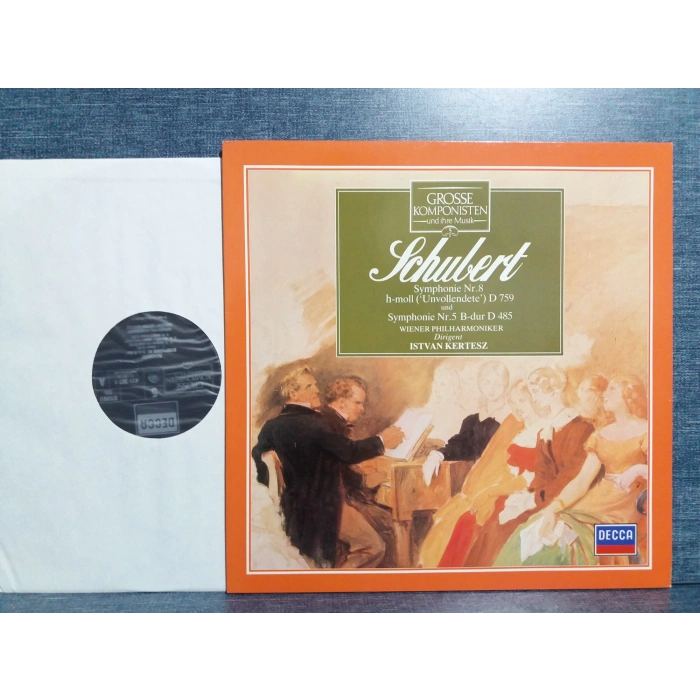 GROSSE
KOMPONISTEN
und ihre Musik
Schubert
Symphonie Nr. 8
h-moll ('Unvollendete') D 759
und
Symphonie Nr. 5 B-dur D 485
WIENER PHILHARMONIKER
Dirigent
ISTVAN KERTESZ
DECCA
DECCA